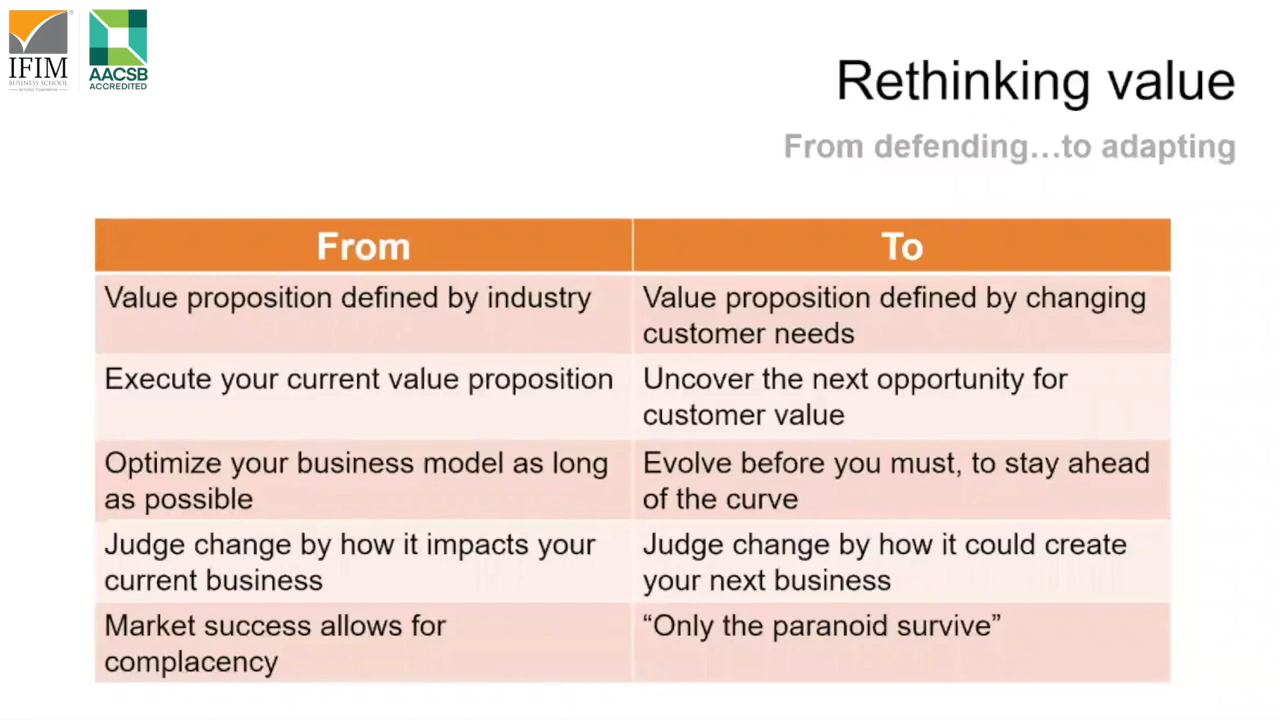 IFIM
BUSINESS SCHOOL
AACSB
ACCREDITED
Rethinking value
From defending…to adapting
From
To
Value proposition defined by industry
Value proposition defined by changing
customer needs
Execute your current value proposition
Uncover the next opportunity for
customer value
Optimize your business model as long
as possible
Evolve before you must, to stay ahead
of the curve
Judge change by how it impacts your
current business
Judge change by how it could create
your next business
Market success allows for
complacency
“Only the paranoid survive”